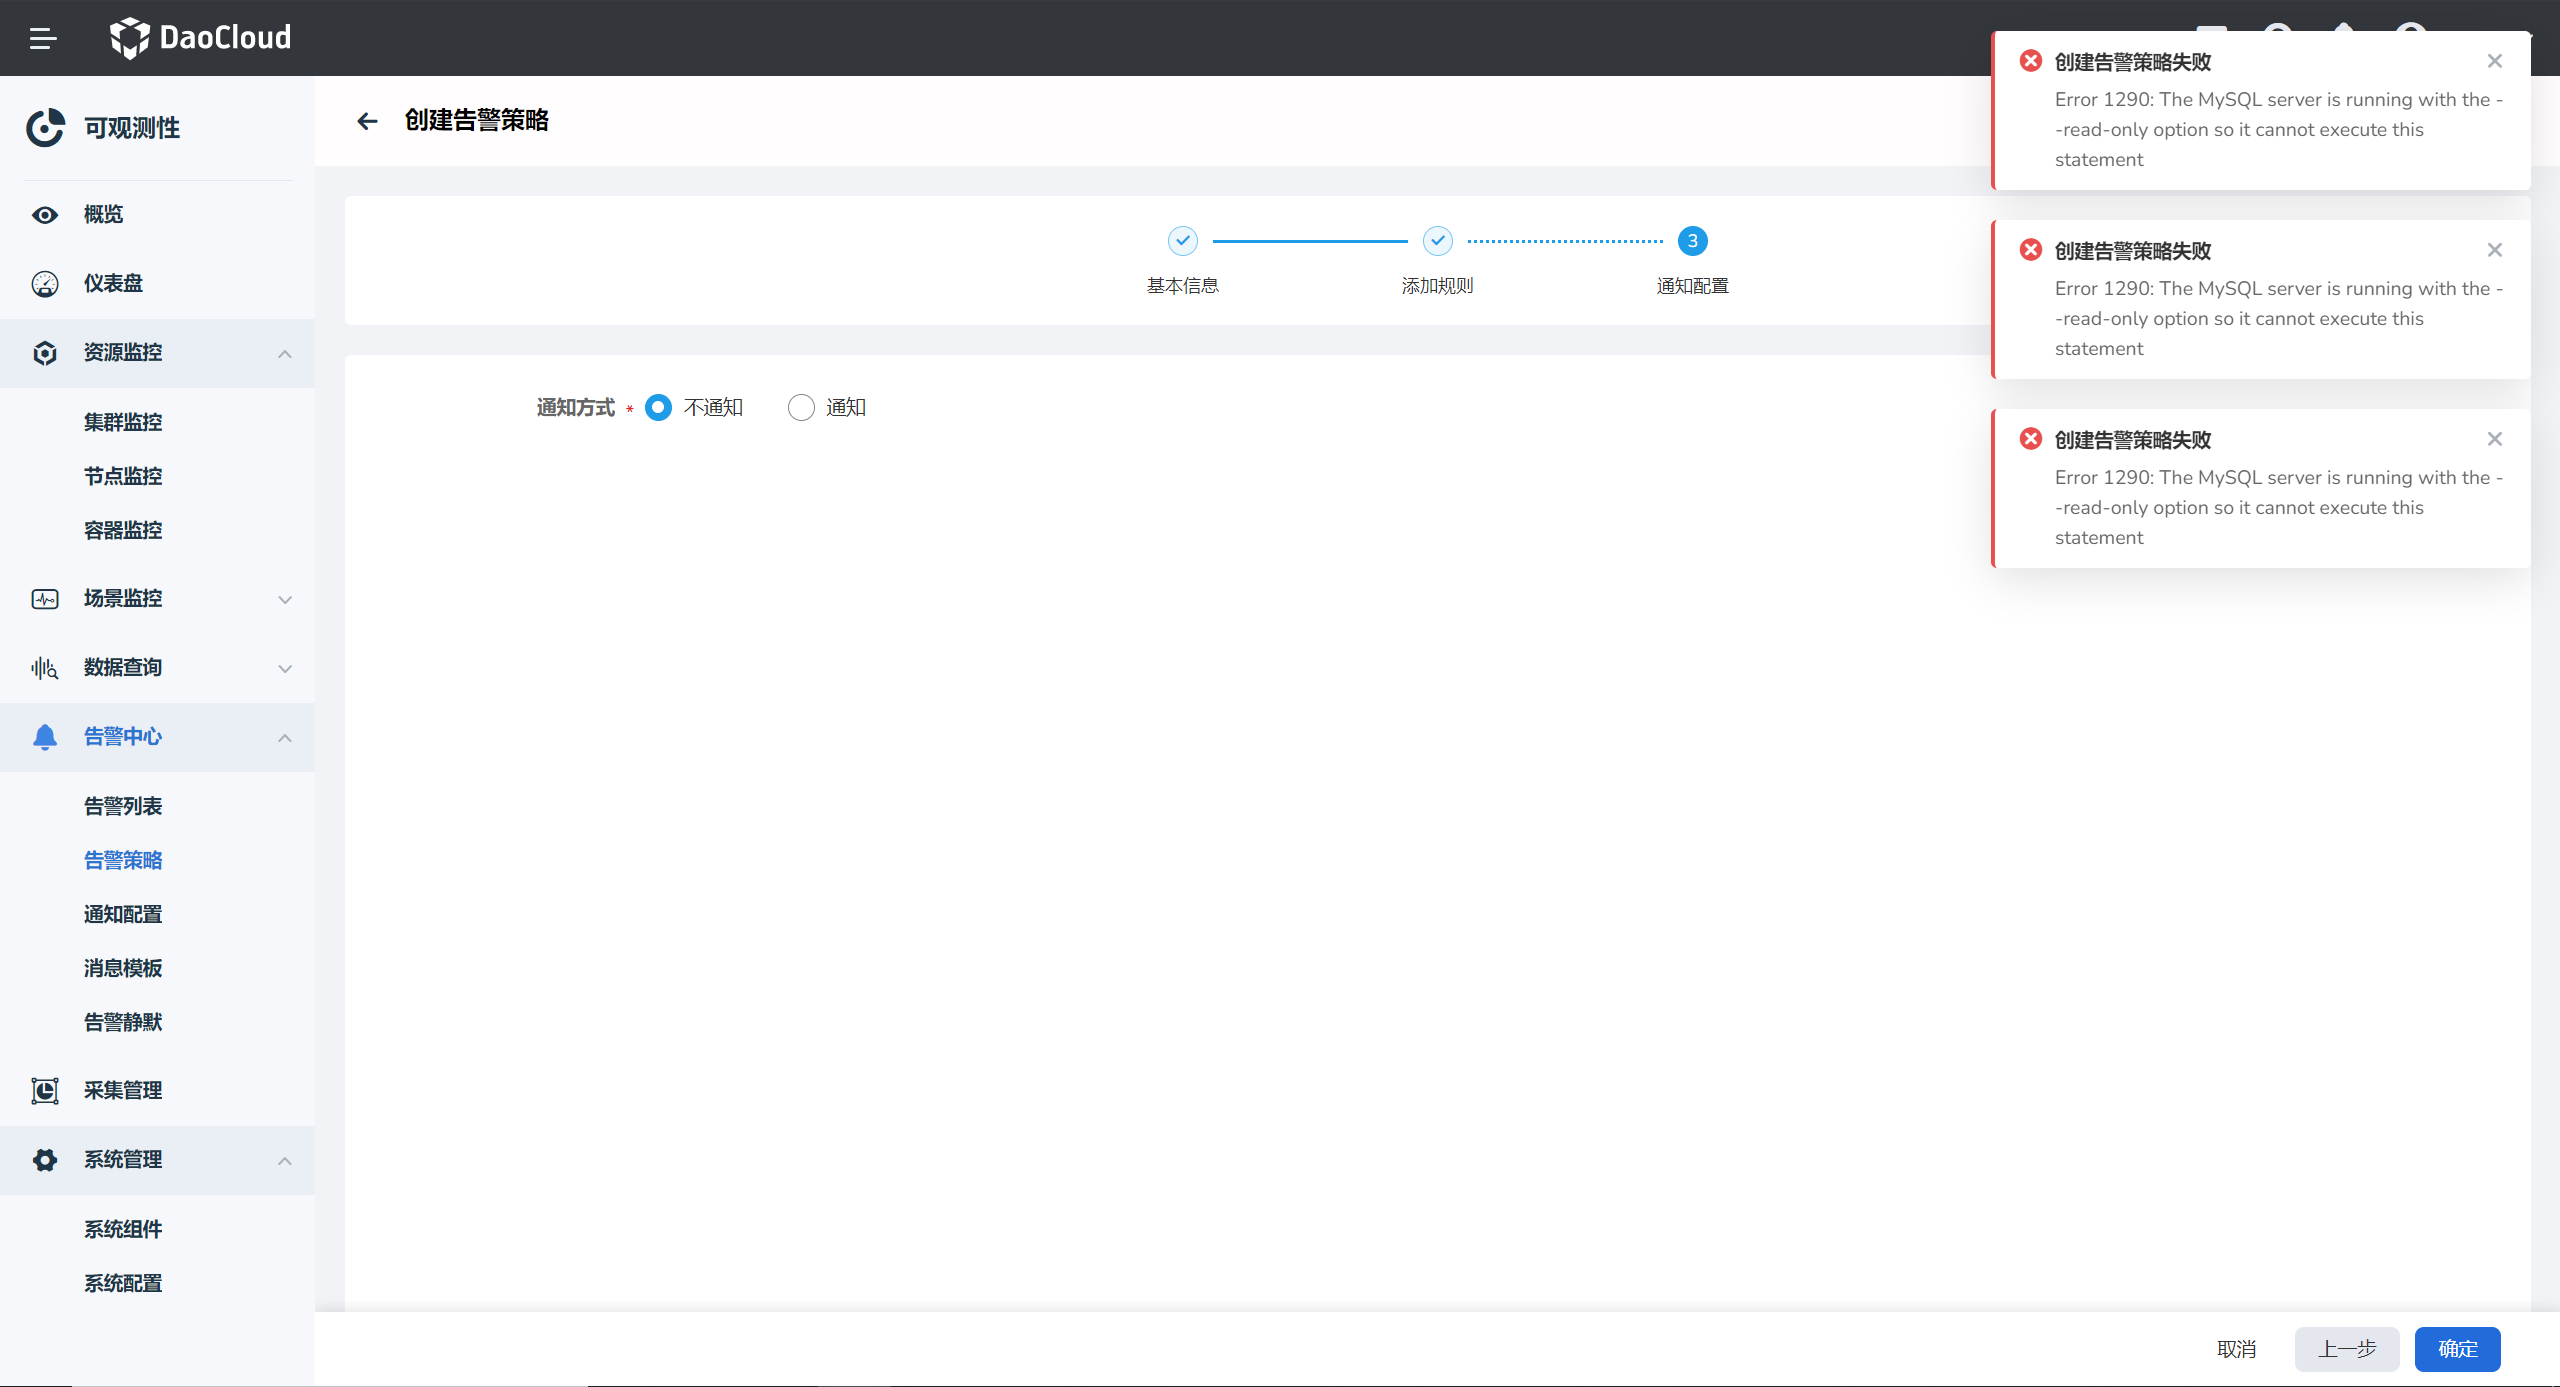 DaoCloud
可观测性
概览
仪表盘
资源监控
集群监控
节点监控
容器监控
场景监控
数据查询
告警中心
告警列表
告警策略
通知配置
消息模板
告警静默
采集管理
系统管理
系统组件
系统配置
创建告警策略
基本信息
添加规则
3
通知配置
通知方式 *
不通知
通知
创建告警策略失败
Error 1290: The MySQL server is running with the -
-read-only option so it cannot execute this
statement
创建告警策略失败
Error 1290: The MySQL server is running with the -
-read-only option so it cannot execute this
statement
创建告警策略失败
Error 1290: The MySQL server is running with the -
-read-only option so it cannot execute this
statement
取消
上一步
确定